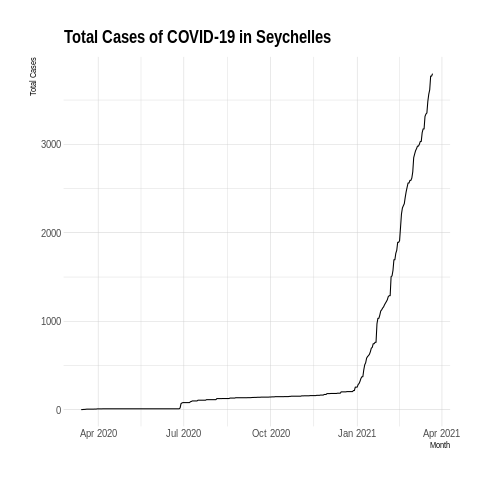 Total Cases of COVID-19 in Seychelles
Total Cases
3000
2000
1000
0
Apr 2020 Jul 2020 Oct 2020 Jan 2021 Apr 2021
Month